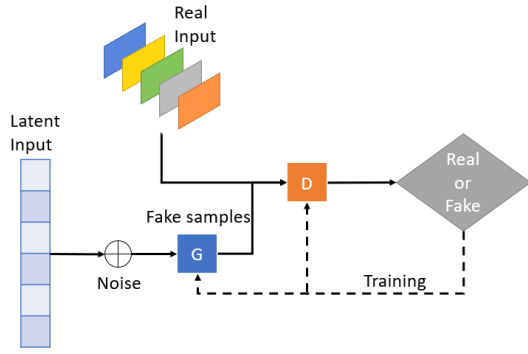 Real
Input
Latent
Input
Real
or
Fake
D
Fake samples
G
Noise
Training